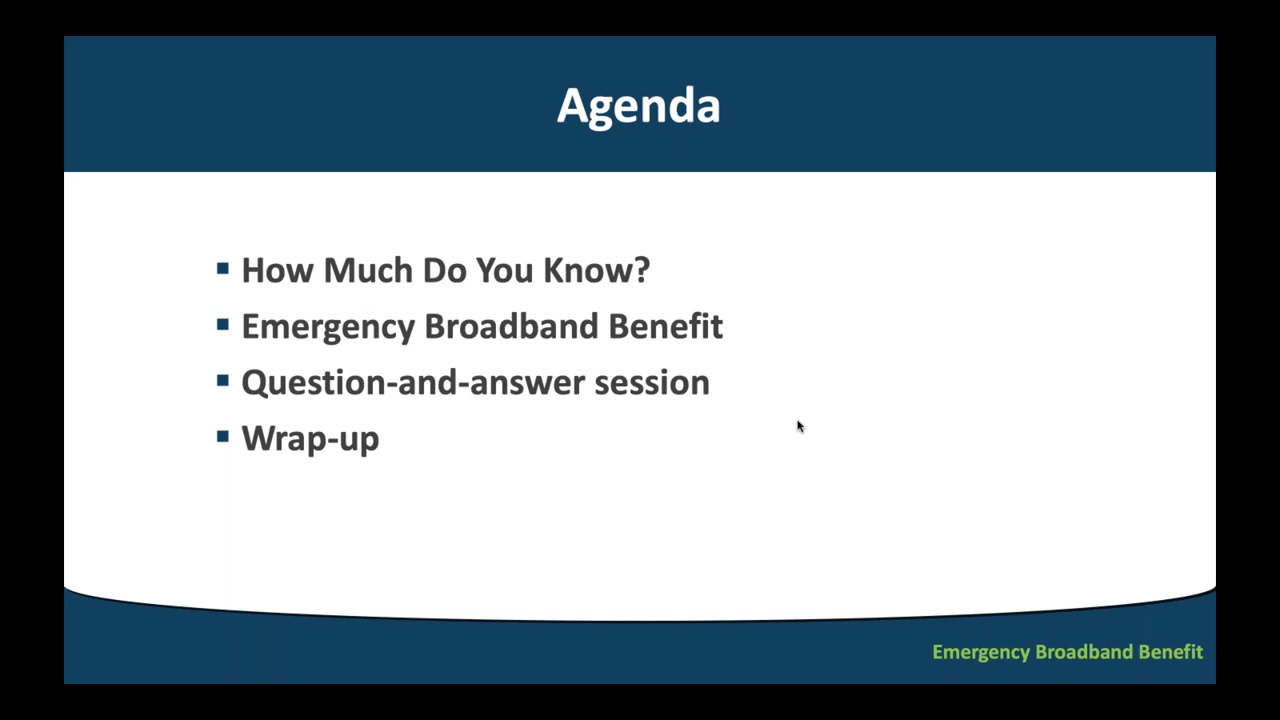 Agenda
How Much Do You Know?
Emergency Broadband Benefit
Question-and-answer session
Wrap-up
Emergency Broadband Benefit